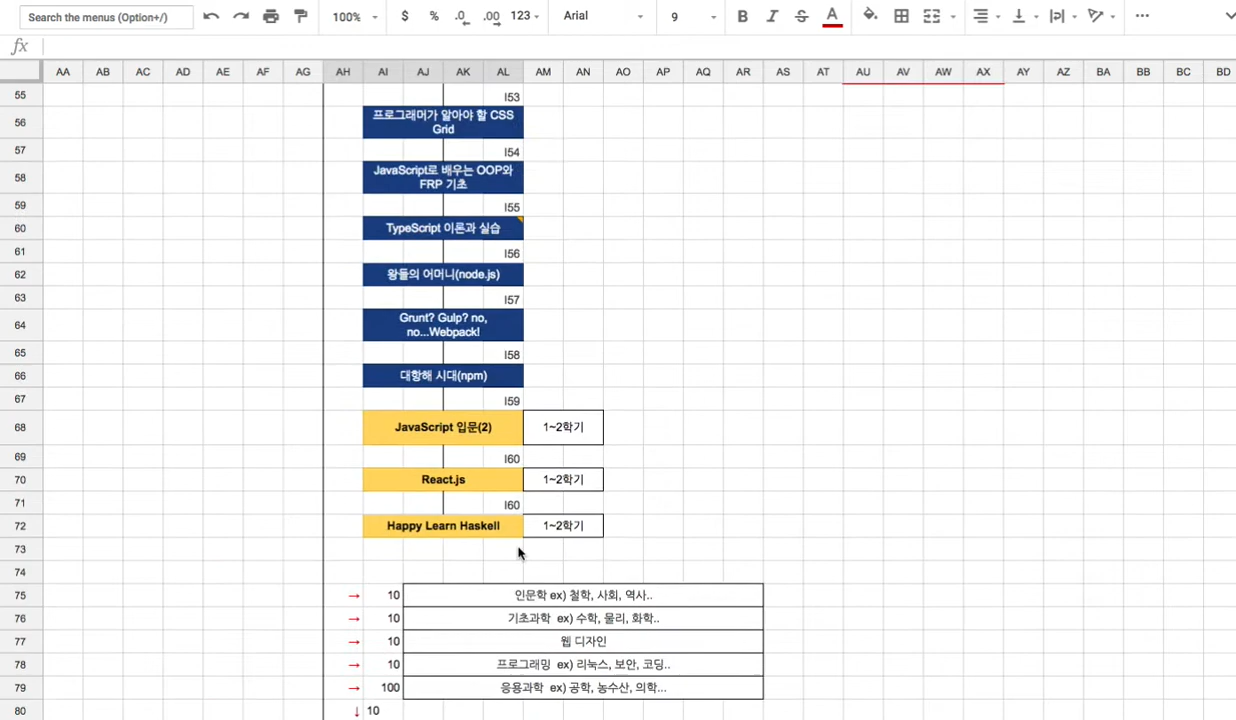 Search the menus (Option+/)
100%
$ % .0 .00 123
Arial
9
B I S A
fx
AA AB AC AD AE AF AG AH AI AJ AK AL AM AN AO AP AQ AR AS AT AU AV AW AX AY AZ BA BB BC BD
55 I53
56 프로그래머가 알아야 할 CSS
Grid
57 I54
58 JavaScript로 배우는 OOP와
FRP 기초
59 I55
60 TypeScript 이론과 실습
61 I56
62 왕들의 어머니(node.js)
63 I57
64 Grunt? Gulp? no,
no...Webpack!
65 I58
66 대항해 시대(npm)
67 I59
68 JavaScript 입문(2) 1~2학기
69 I60
70 React.js 1~2학기
71 I60
72 Happy Learn Haskell 1~2학기
73
74
75 → 10 인문학 ex) 철학, 사회, 역사..
76 → 10 기초과학 ex) 수학, 물리, 화학..
77 → 10 웹 디자인
78 → 10 프로그래밍 ex) 리눅스, 보안, 코딩..
79 → 100 응용과학 ex) 공학, 농수산, 의학...
80 ↓ 10